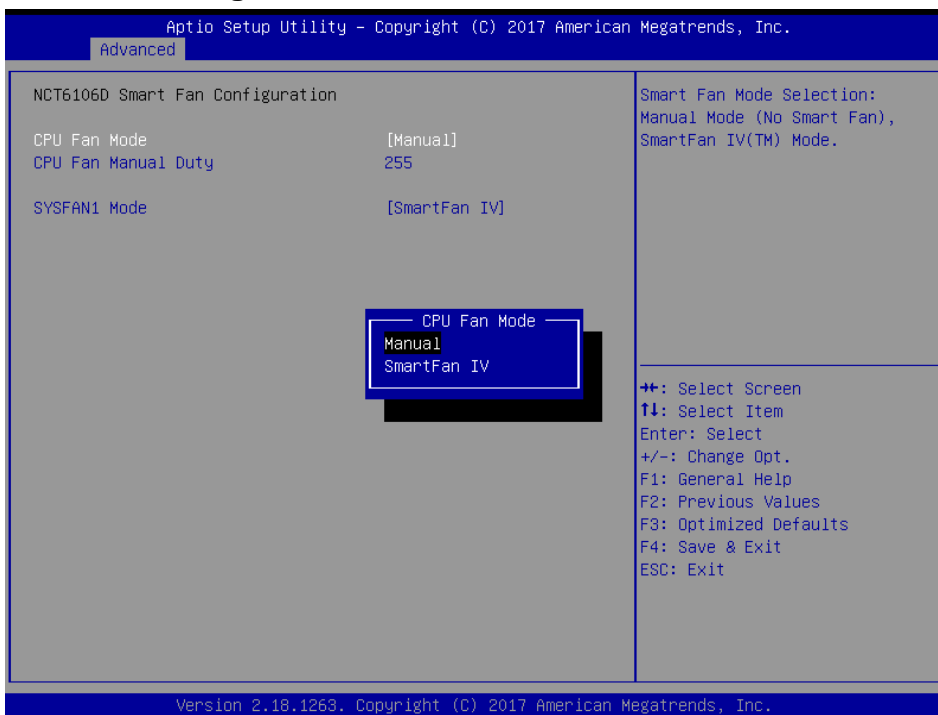 Aptio Setup Utility – Copyright (C) 2017 American Megatrends, Inc.
Advanced
NCT6106D Smart Fan Configuration
CPU Fan Mode [Manual]
CPU Fan Manual Duty 255
SYSFAN1 Mode [SmartFan IV]
CPU Fan Mode
Manual
SmartFan IV
Smart Fan Mode Selection:
Manual Mode (No Smart Fan),
SmartFan IV(TM) Mode.
→←: Select Screen
↑↓: Select Item
Enter: Select
+/-: Change Opt.
F1: General Help
F2: Previous Values
F3: Optimized Defaults
F4: Save & Exit
ESC: Exit
Version 2.18.1263. Copyright (C) 2017 American Megatrends, Inc.